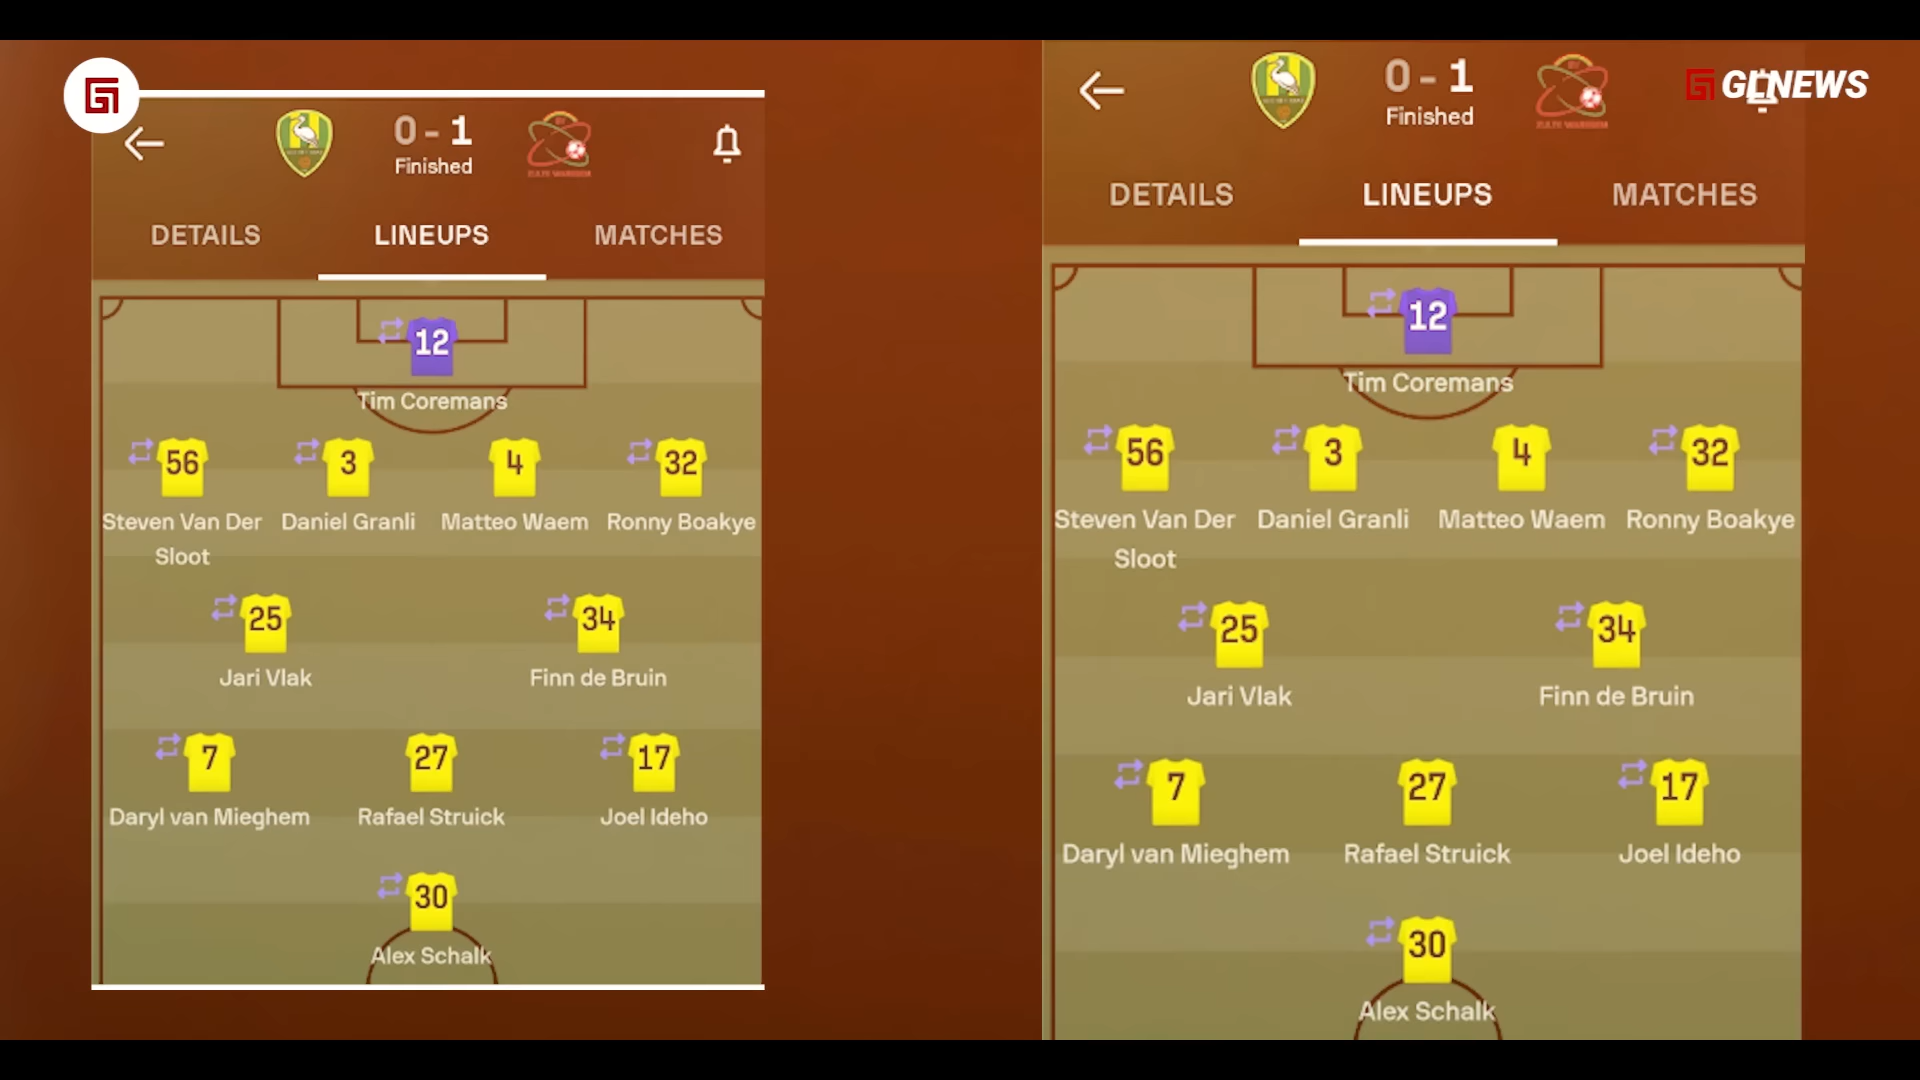 0 - 1
Finished
DETAILS LINEUPS MATCHES
12
Tim Coremans
56 3 4 32
Steven Van Der Sloot Daniel Granli Matteo Waem Ronny Boakye
25 34
Jari Vlak Finn de Bruin
7 27 17
Daryl van Mieghem Rafael Struick Joel Ideho
30
Alex Schalk
0 - 1
GLNEWS
Finished
DETAILS LINEUPS MATCHES
12
Tim Coremans
56 3 4 32
Steven Van Der Sloot Daniel Granli Matteo Waem Ronny Boakye
25 34
Jari Vlak Finn de Bruin
7 27 17
Daryl van Mieghem Rafael Struick Joel Ideho
30
Alex Schalk